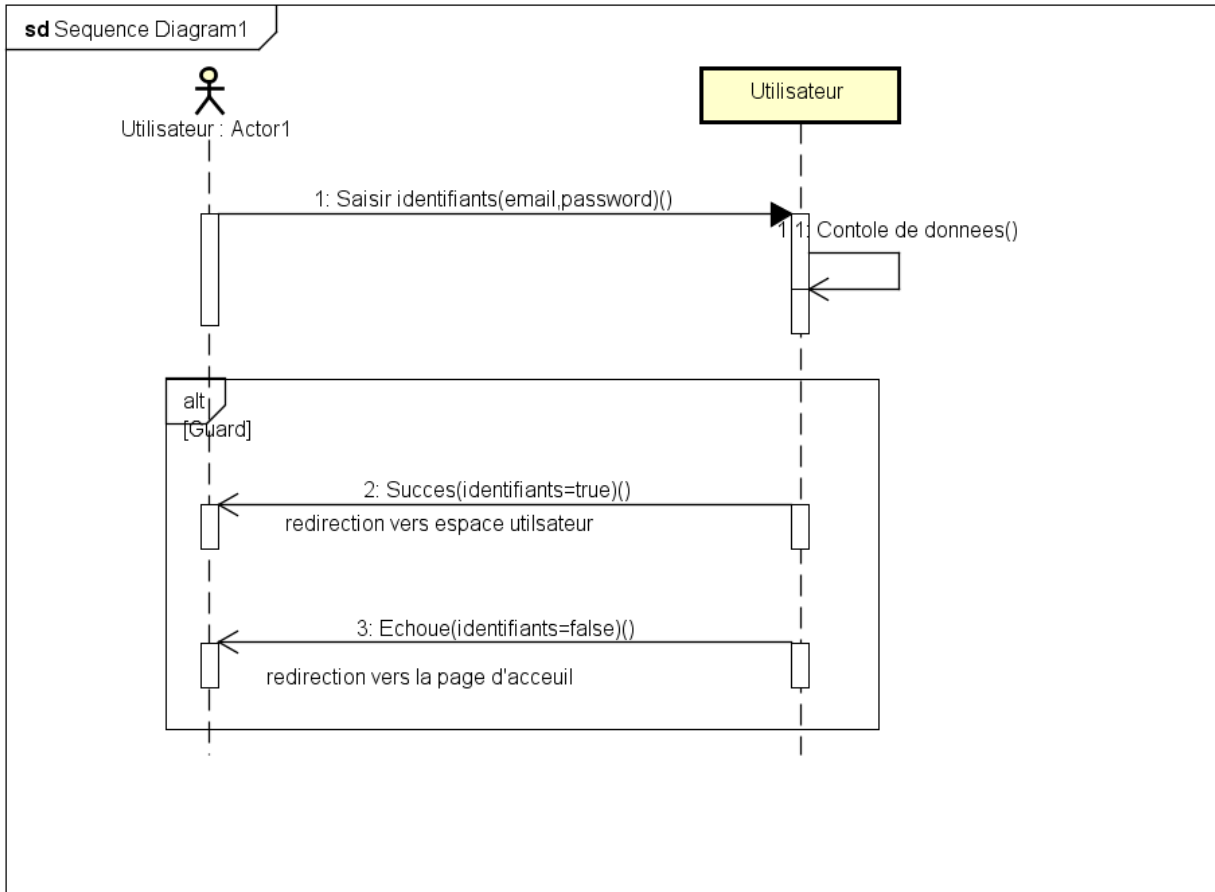 sd Sequence Diagram1
Utilisateur : Actor1
Utilisateur
1: Saisir identifiants(email,password)()
1.1: Contole de donnees()
alt
[Guard]
2: Succes(identifiants=true)()
redirection vers espace utilsateur
3: Echoue(identifiants=false)()
redirection vers la page d'acceuil